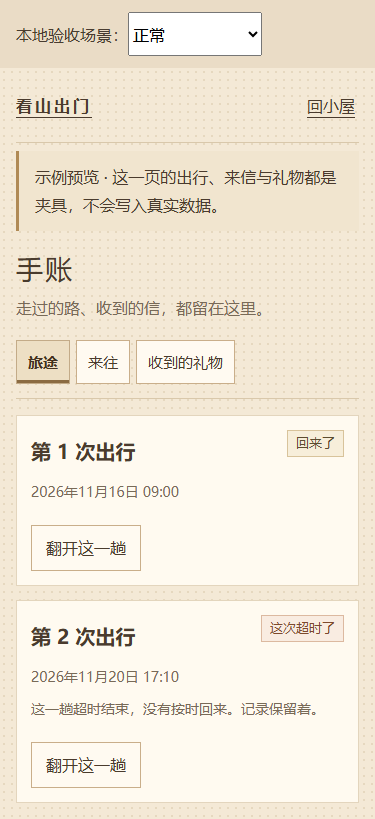 本地验收场景： 正常
看山出门 回小屋
示例预览 · 这一页的出行、来信与礼物都是
夹具，不会写入真实数据。
手账
走过的路、收到的信，都留在这里。
旅途 来往 收到的礼物
第 1 次出行 回来了
2026年11月16日 09:00
翻开这一趟
第 2 次出行 这次超时了
2026年11月20日 17:10
这一趟超时结束，没有按时回来。记录保留着。
翻开这一趟